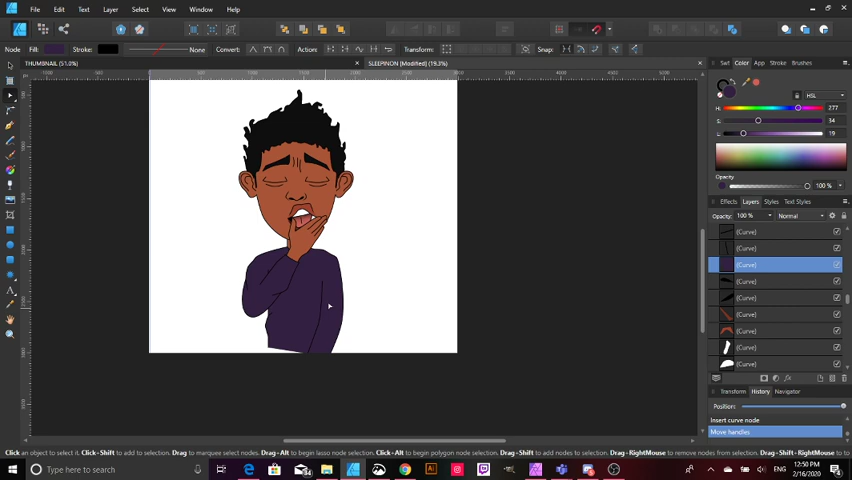 File Edit Text Layer Select View Window Help
Node Fill: Stroke: None Convert: Action: Transform: Snap:
THUMBNAIL (51.0%) × SLEEPINON [Modified] (19.3%) ×
Swt Color App Stroke Brushes
HSL
H: 277
S: 34
L: 19
Opacity
100 %
Effects Layers Styles Text Styles
Opacity: 100 % Normal
(Curve)
(Curve)
(Curve)
(Curve)
(Curve)
(Curve)
(Curve)
(Curve)
(Curve)
Transform History Navigator
Position:
Insert curve node
Move handles
Click an object to select it. Click+Shift to add to selection. Drag to marquee select nodes. Drag+Alt to begin lasso node selection. Click+Alt to begin polygon node selection. Drag+Shift to add nodes to selection. Drag+RightMouse to remove nodes from selection.
Type here to search
ENG
12:50 PM
2/16/2020